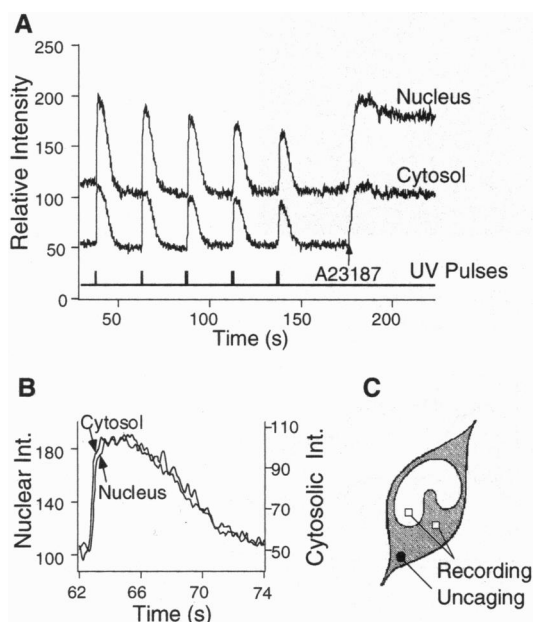 A
250
200
150
100
50
0
Relative Intensity
Nucleus
Cytosol
A23187
UV Pulses
50
100
150
200
Time (s)
B
Cytosol
Nucleus
180
140
100
Nuclear Int.
110
90
70
50
Cytosolic Int.
62
66
70
74
Time (s)
C
Recording
Uncaging